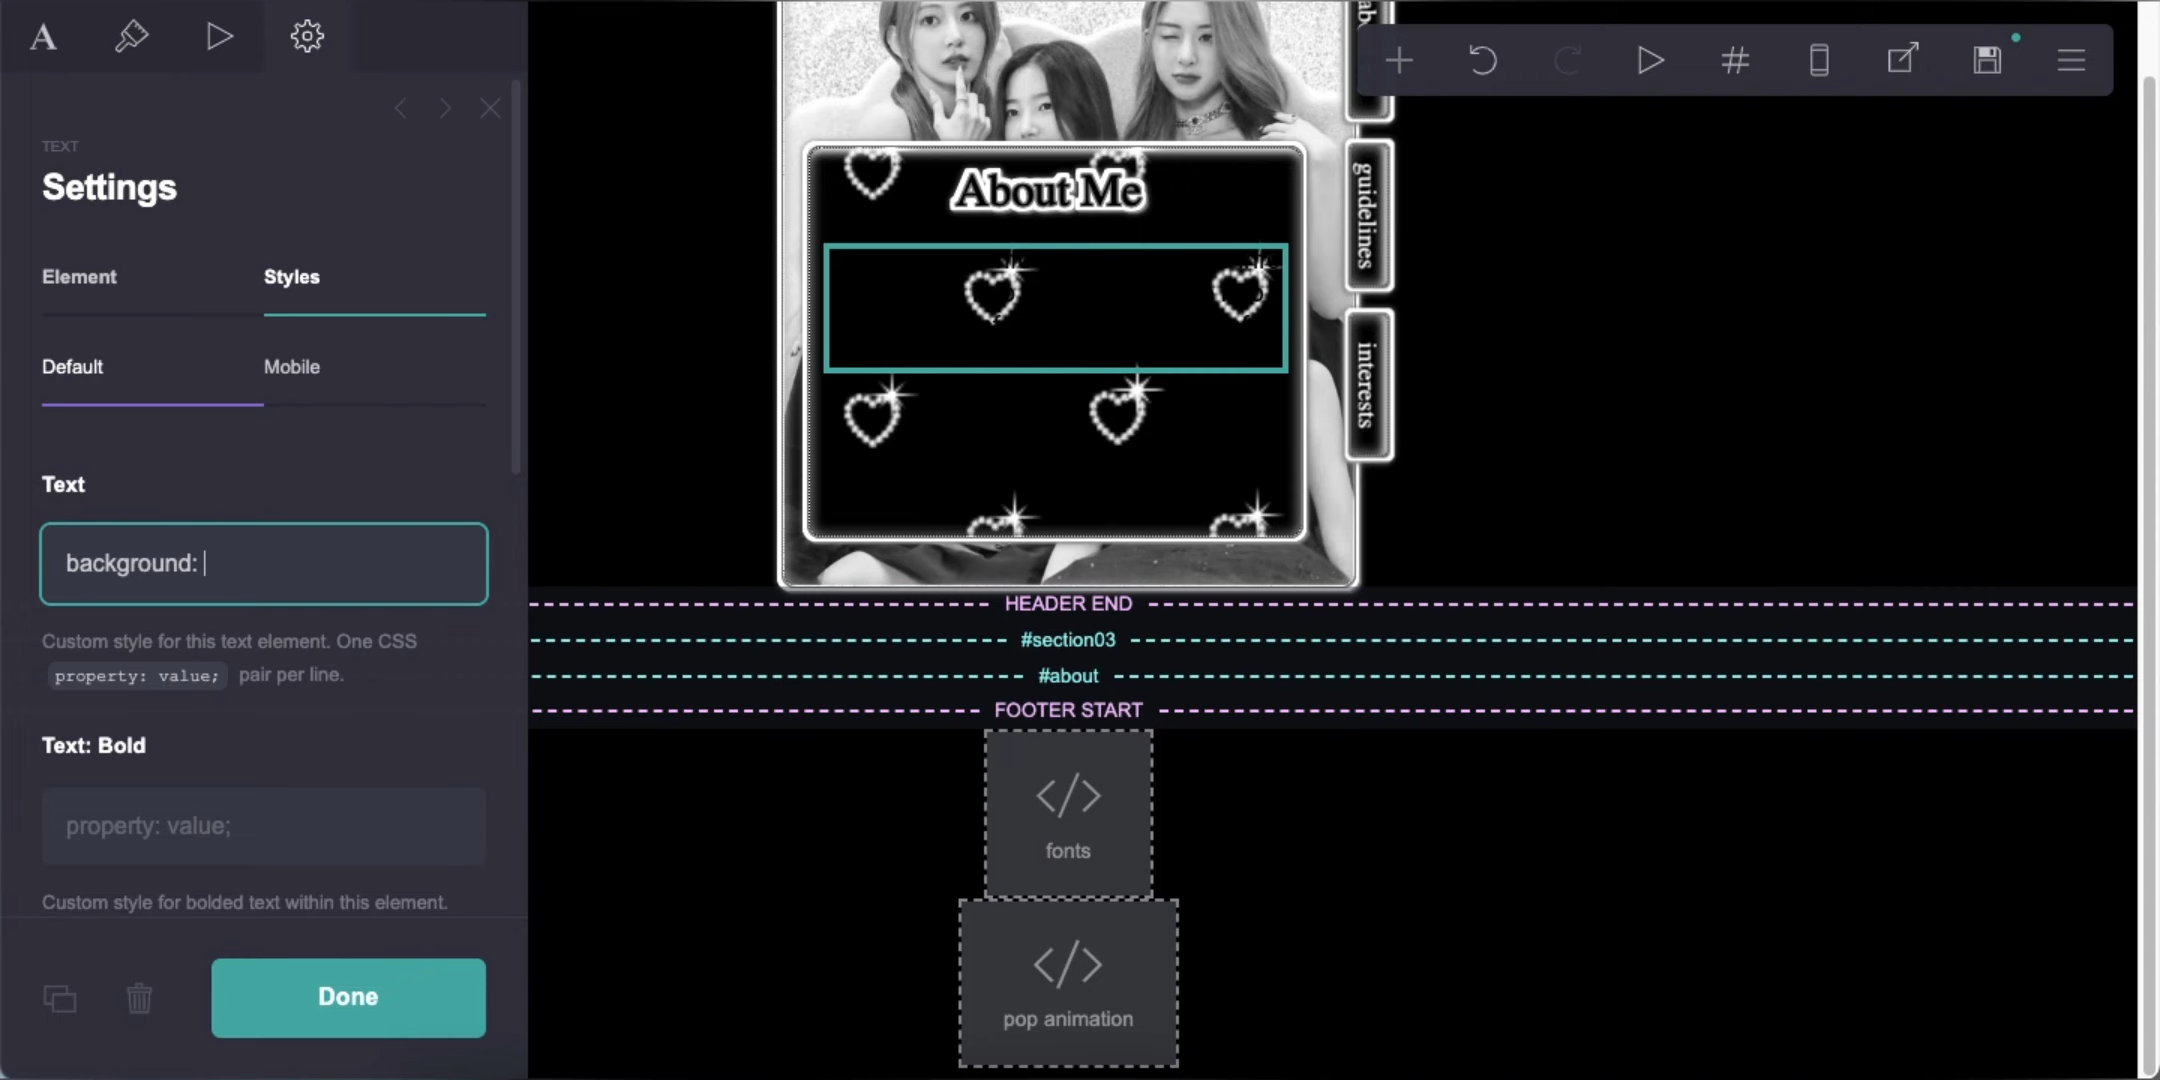 A
TEXT
Settings
Element Styles
Default Mobile
Text
background:
Custom style for this text element. One CSS
property: value; pair per line.
Text: Bold
property: value;
Custom style for bolded text within this element.
Done
About Me
ab
guidelines
interests
HEADER END
#section03
#about
FOOTER START
</>
fonts
</>
pop animation